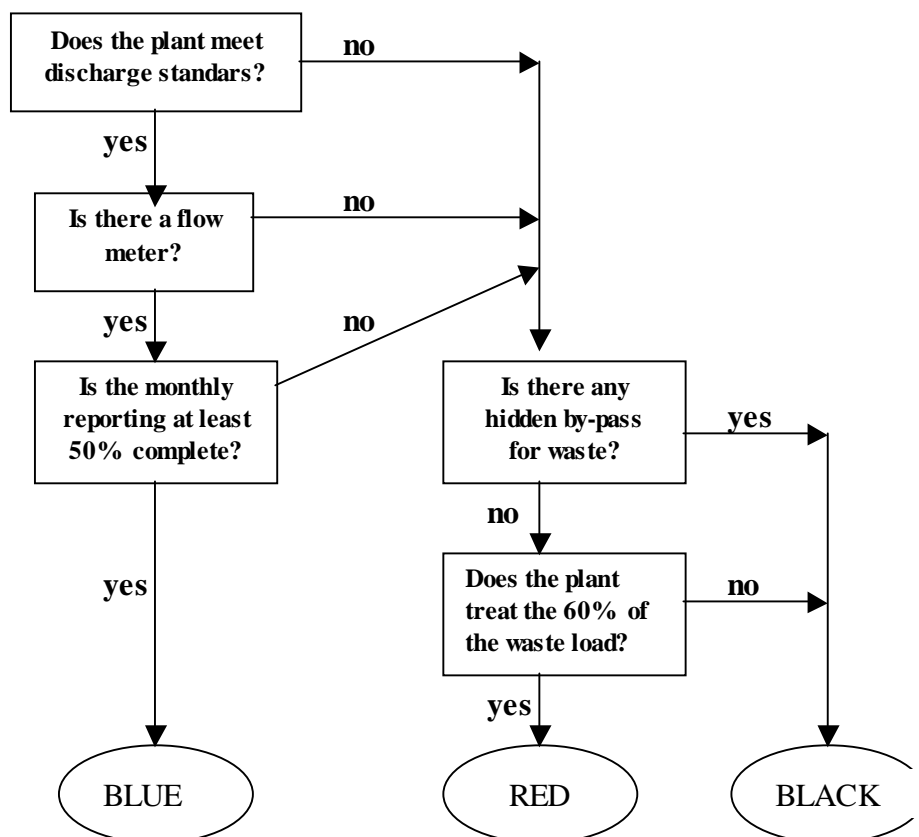 Does the plant meet
discharge standars?
no
yes
Is there a flow
meter?
no
yes
no
Is the monthly
reporting at least
50% complete?
Is there any
hidden by-pass
for waste?
yes
no
yes
Does the plant
treat the 60% of
the waste load?
no
yes
BLUE
RED
BLACK